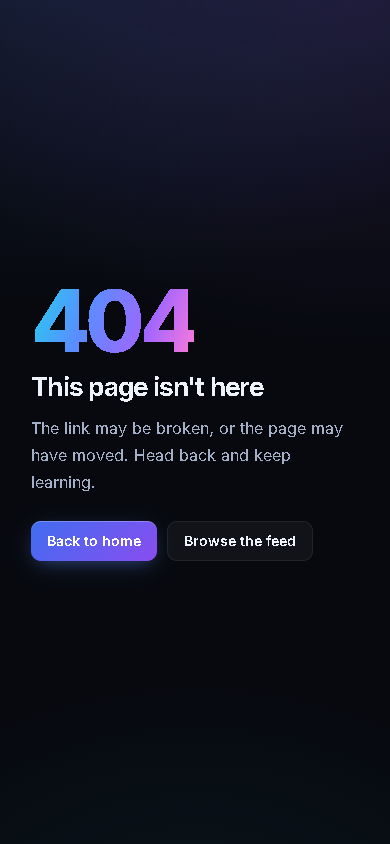 404
This page isn't here
The link may be broken, or the page may
have moved. Head back and keep
learning.
Back to home
Browse the feed